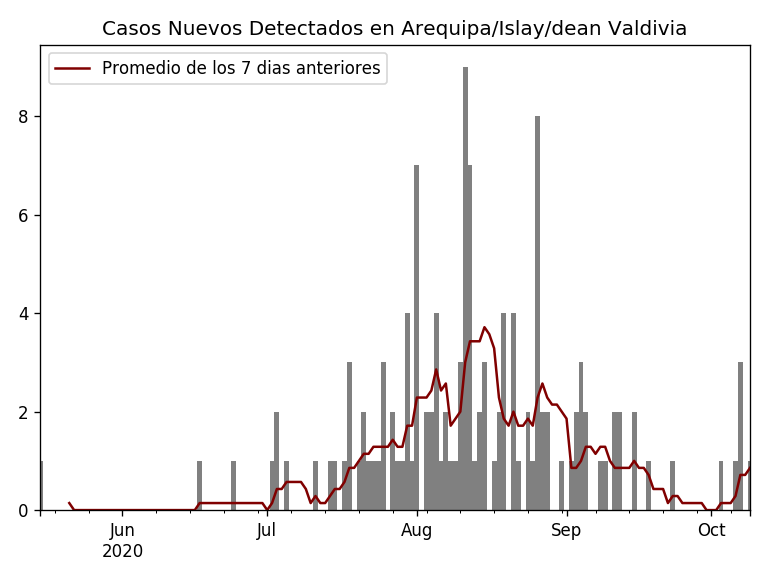 Casos Nuevos Detectados en Arequipa/Islay/dean Valdivia
Promedio de los 7 dias anteriores
8
6
4
2
0
Jun Jul Aug Sep Oct
2020